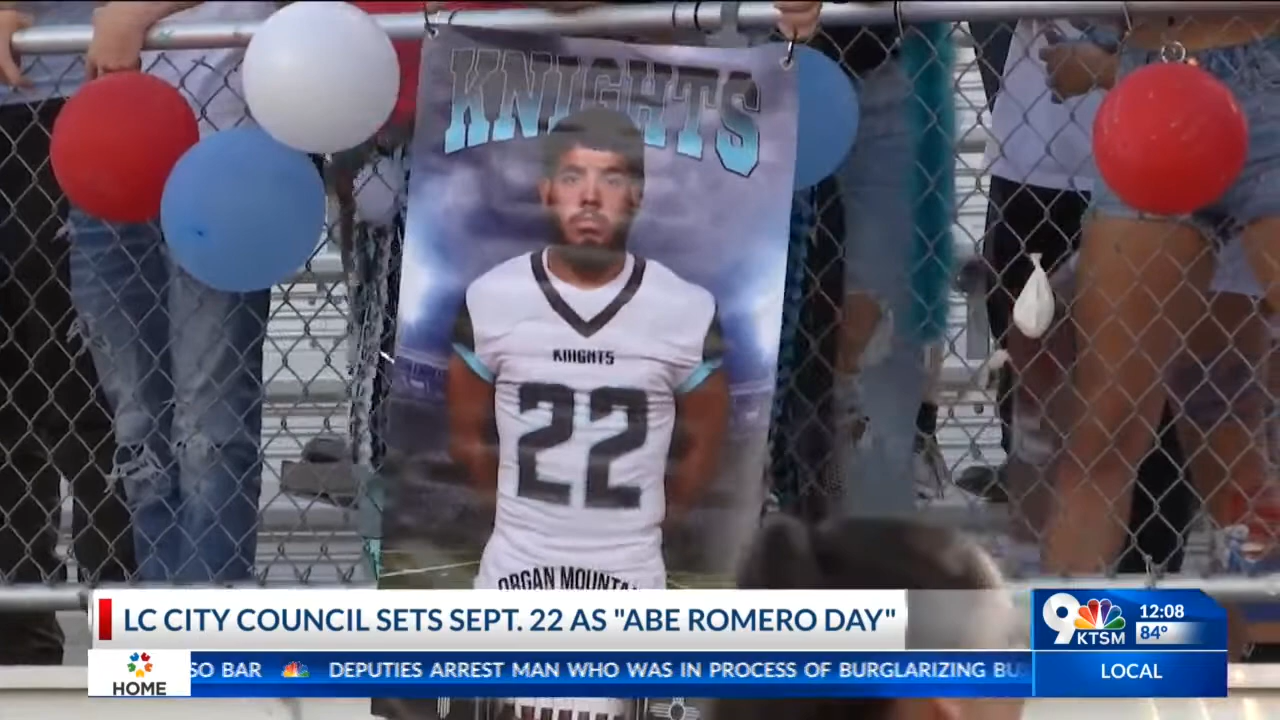 KNIGHTS
KNIGHTS
22
ORGAN MOUNTA
LC CITY COUNCIL SETS SEPT. 22 AS "ABE ROMERO DAY"
9 KTSM
12:08
84°
HOME
SO BAR DEPUTIES ARREST MAN WHO WAS IN PROCESS OF BURGLARIZING BU
LOCAL